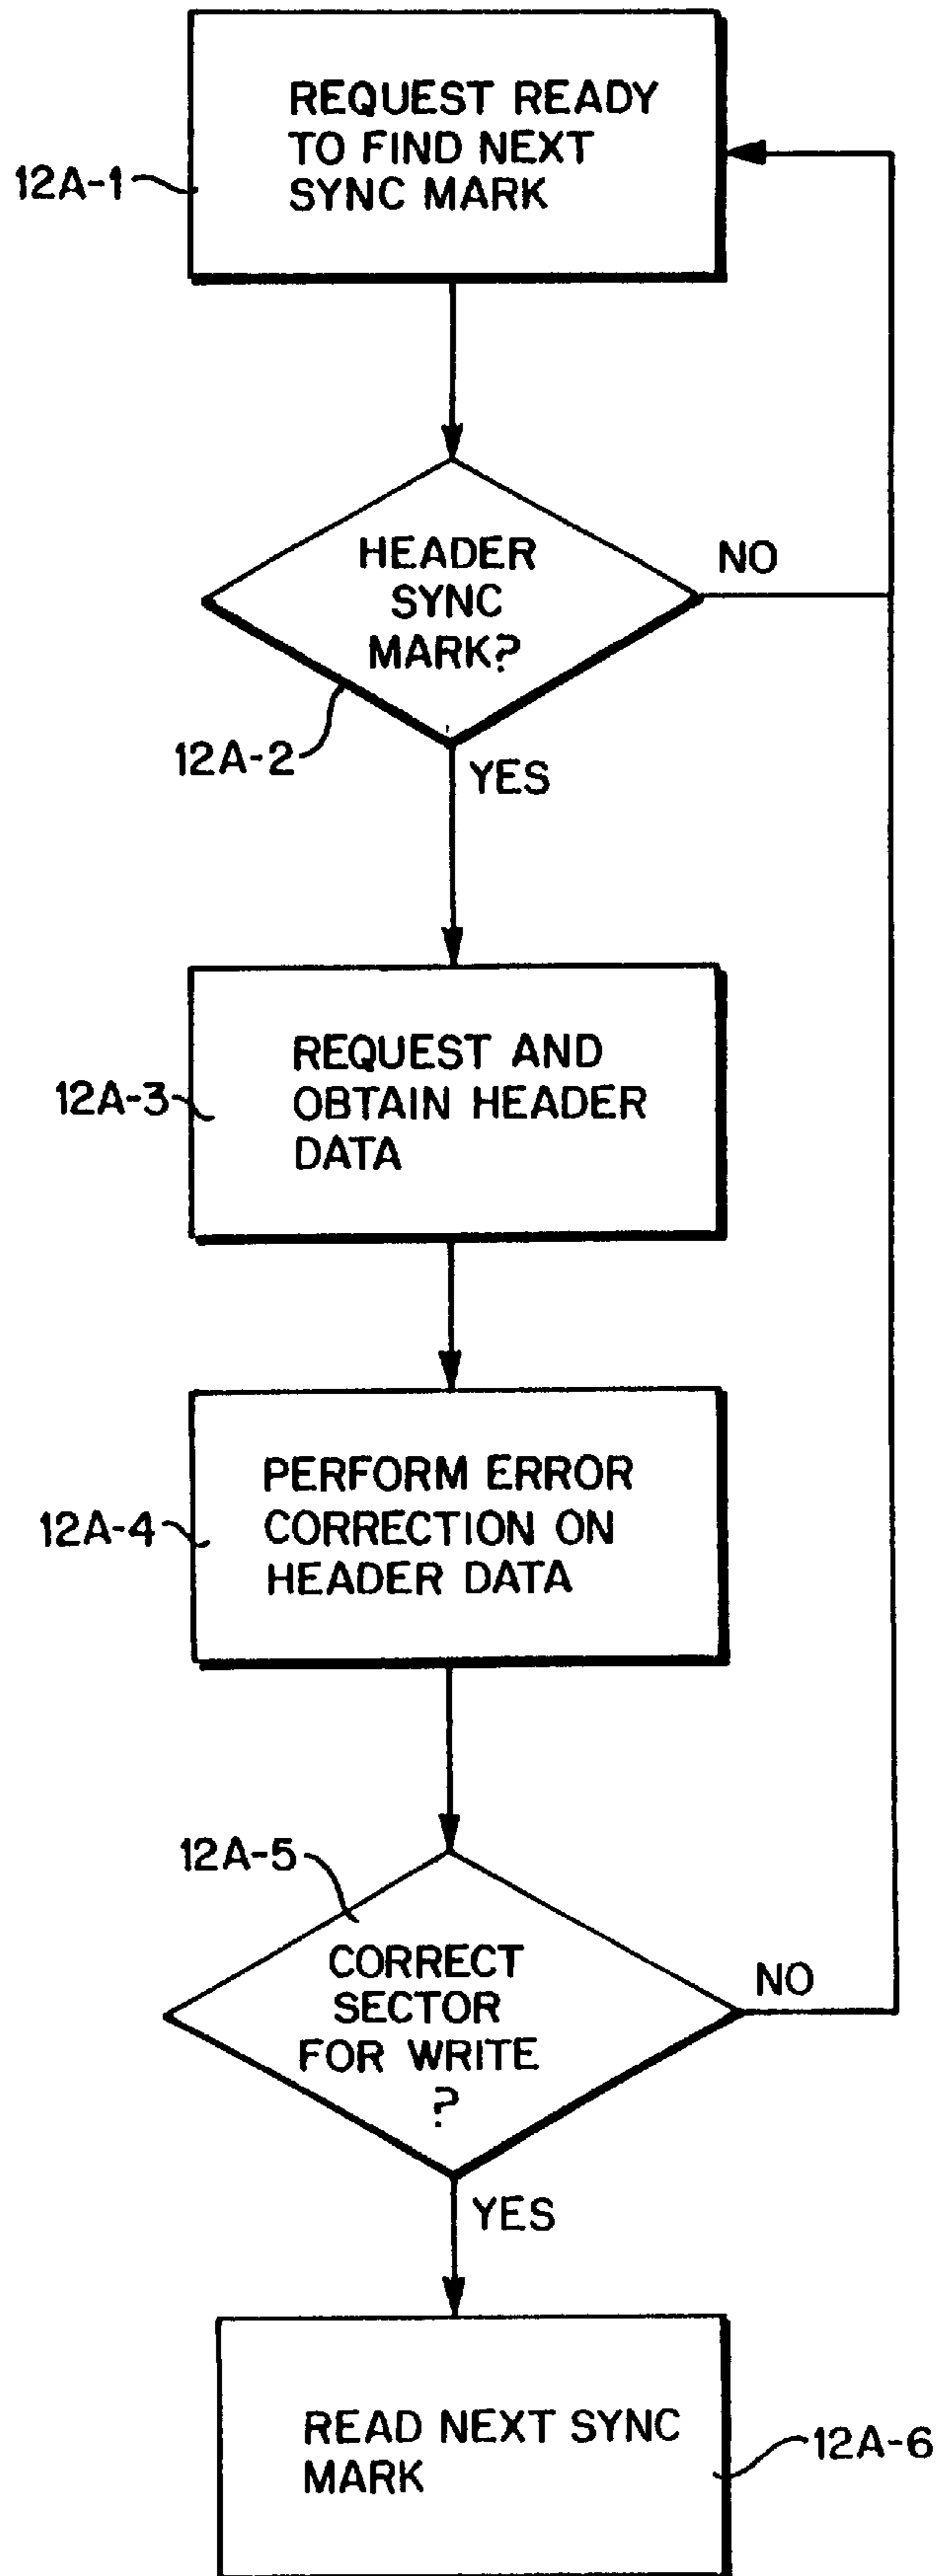 REQUEST READY
TO FIND NEXT
SYNC MARK
12A-1
HEADER
SYNC
MARK?
NO
12A-2
YES
REQUEST AND
OBTAIN HEADER
DATA
12A-3
PERFORM ERROR
CORRECTION ON
HEADER DATA
12A-4
12A-5
CORRECT
SECTOR
FOR WRITE
?
NO
YES
READ NEXT SYNC
MARK
12A-6